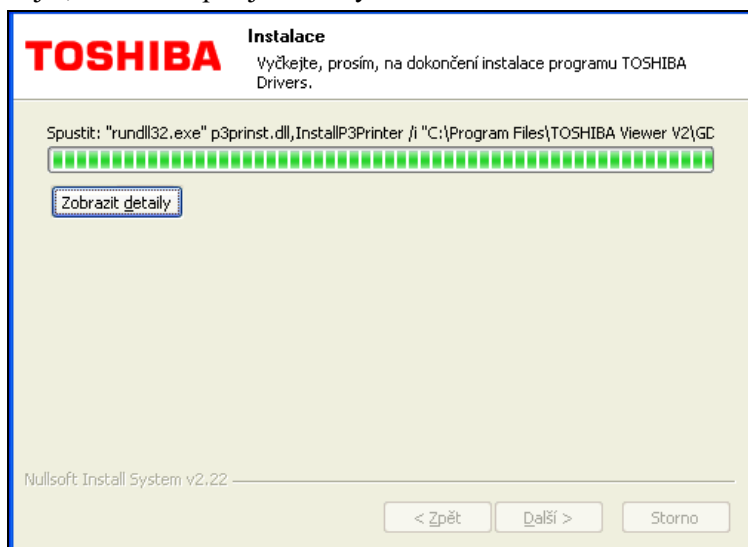 TOSHIBA
Instalace
Vyčkejte, prosím, na dokončení instalace programu TOSHIBA
Drivers.
Spustit: "rundll32.exe" p3prinst.dll,InstallP3Printer /i "C:\Program Files\TOSHIBA Viewer V2\GD
Zobrazit detaily
Nullsoft Install System v2.22
< Zpět
Další >
Storno